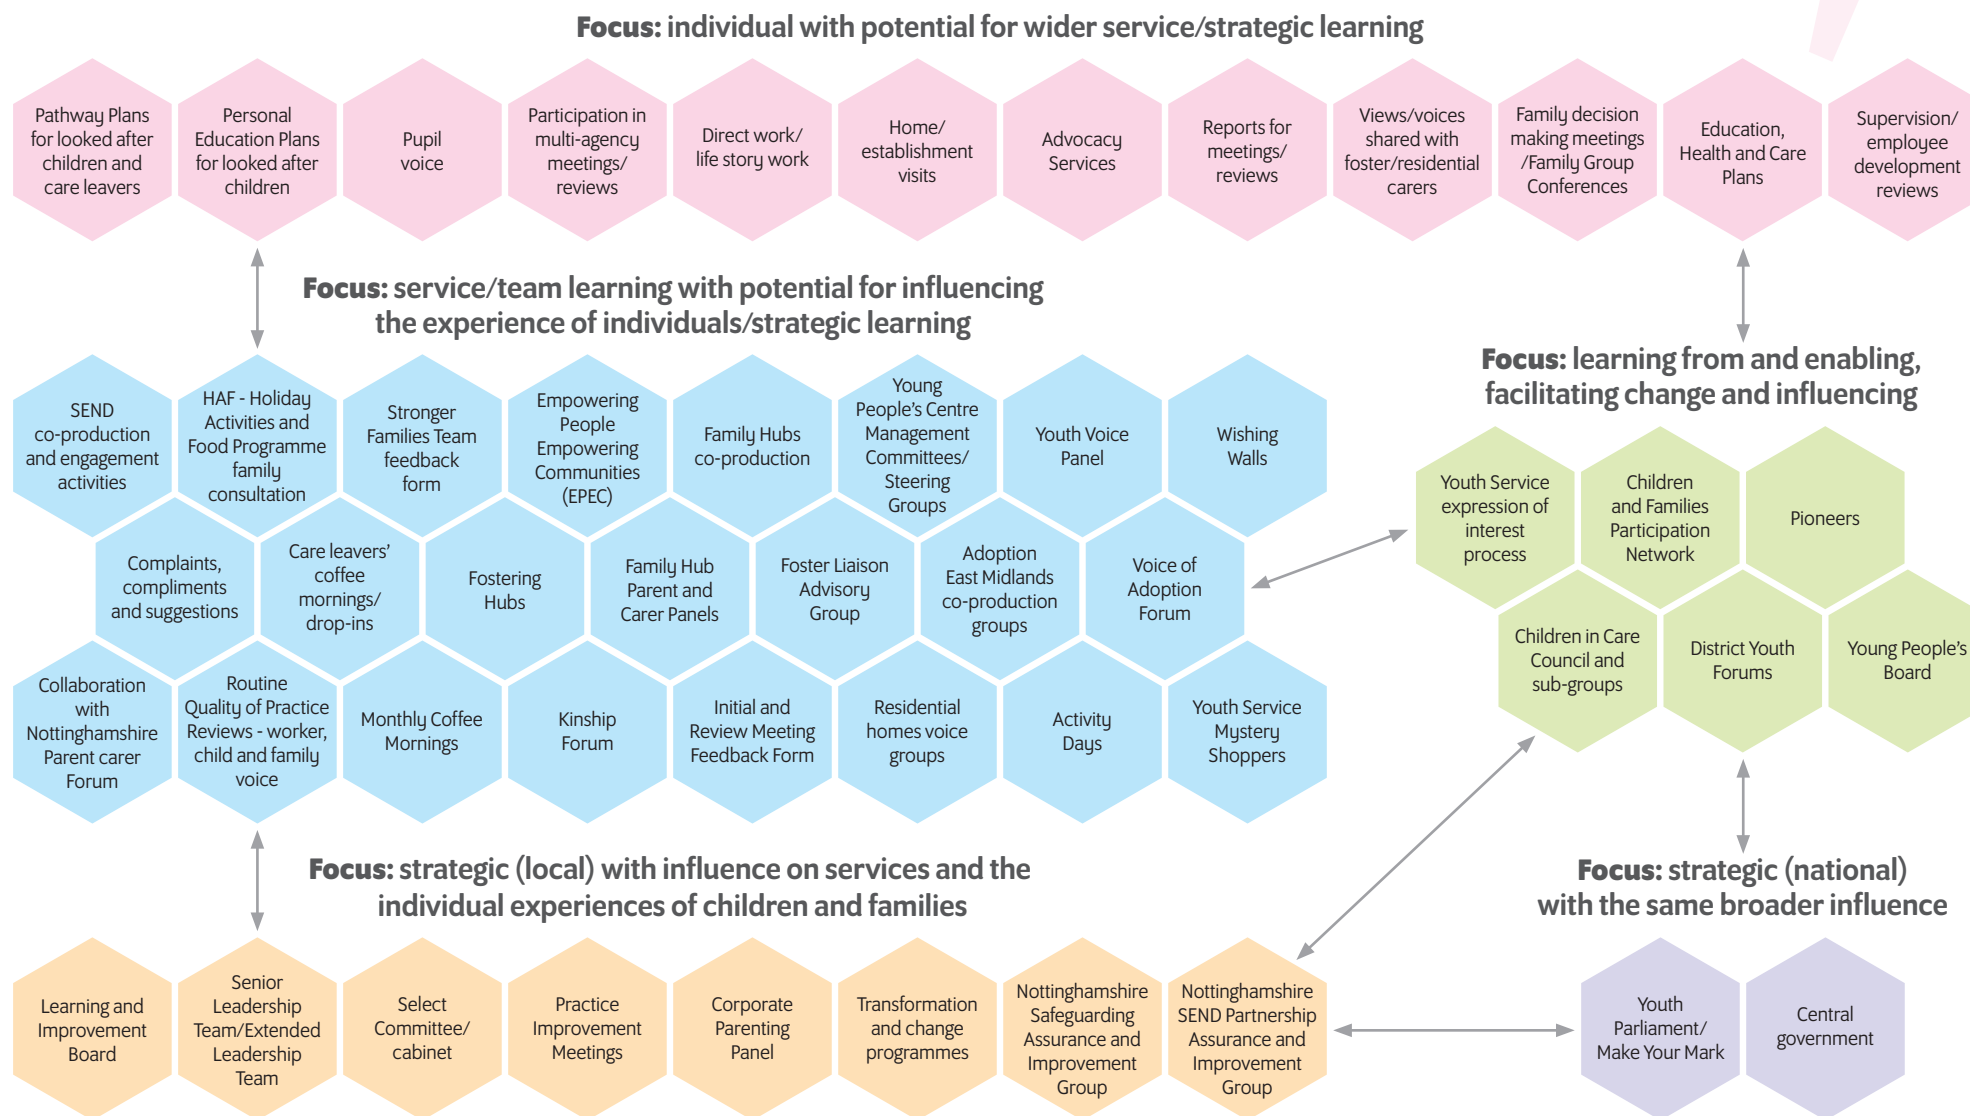 Focus: individual with potential for wider service/strategic learning
Pathway Plans
for looked after
children and
care leavers
Personal
Education Plans
for looked after
children
Pupil
voice
Participation in
multi-agency
meetings/
reviews
Direct work/
life story work
Home/
establishment
visits
Advocacy
Services
Reports for
meetings/
reviews
Views/voices
shared with
foster/residential
carers
Family decision
making meetings
/Family Group
Conferences
Education,
Health and Care
Plans
Supervision/
employee
development
reviews
Focus: service/team learning with potential for influencing
the experience of individuals/strategic learning
SEND
co-production
and engagement
activities
HAF - Holiday
Activities and
Food Programme
family
consultation
Stronger
Families Team
feedback
form
Empowering
People
Empowering
Communities
(EPEC)
Family Hubs
co-production
Young
People's Centre
Management
Committees/
Steering
Groups
Youth Voice
Panel
Wishing
Walls
Complaints,
compliments
and suggestions
Care leavers'
coffee
mornings/
drop-ins
Fostering
Hubs
Family Hub
Parent and
Carer Panels
Foster Liaison
Advisory
Group
Adoption
East Midlands
co-production
groups
Voice of
Adoption
Forum
Collaboration
with
Nottinghamshire
Parent carer
Forum
Routine
Quality of Practice
Reviews - worker,
child and family
voice
Monthly Coffee
Mornings
Kinship
Forum
Initial and
Review Meeting
Feedback Form
Residential
homes voice
groups
Activity
Days
Youth Service
Mystery
Shoppers
Focus: learning from and enabling,
facilitating change and influencing
Youth Service
expression of
interest
process
Children
and Families
Participation
Network
Pioneers
Children in Care
Council and
sub-groups
District Youth
Forums
Young People's
Board
Focus: strategic (local) with influence on services and the
individual experiences of children and families
Learning and
Improvement
Board
Senior
Leadership
Team/Extended
Leadership
Team
Select
Committee/
cabinet
Practice
Improvement
Meetings
Corporate
Parenting
Panel
Transformation
and change
programmes
Nottinghamshire
Safeguarding
Assurance and
Improvement
Group
Nottinghamshire
SEND Partnership
Assurance and
Improvement
Group
Focus: strategic (national)
with the same broader influence
Youth
Parliament/
Make Your Mark
Central
government